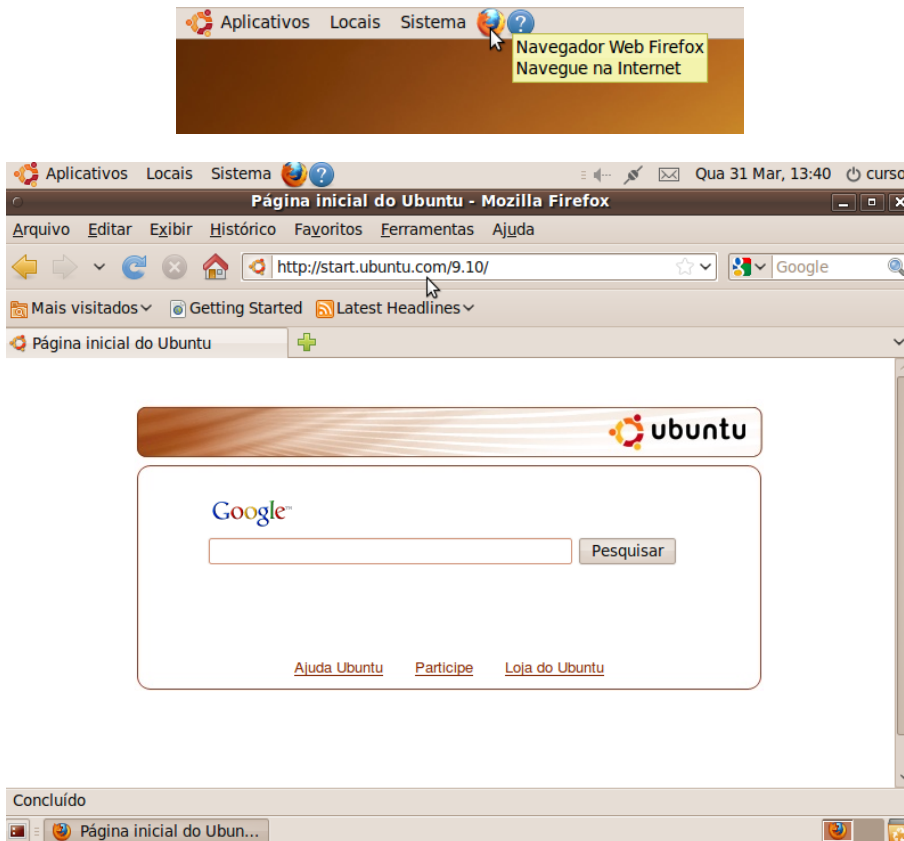 Aplicativos Locais Sistema
Navegador Web Firefox
Navegue na Internet
Aplicativos Locais Sistema Qua 31 Mar, 13:40 curso
Página inicial do Ubuntu - Mozilla Firefox
Arquivo Editar Exibir Histórico Favoritos Ferramentas Ajuda
http://start.ubuntu.com/9.10/ Google
Mais visitados Getting Started Latest Headlines
Página inicial do Ubuntu
ubuntu
Google™
Pesquisar
Ajuda Ubuntu Participe Loja do Ubuntu
Concluído
Página inicial do Ubun...